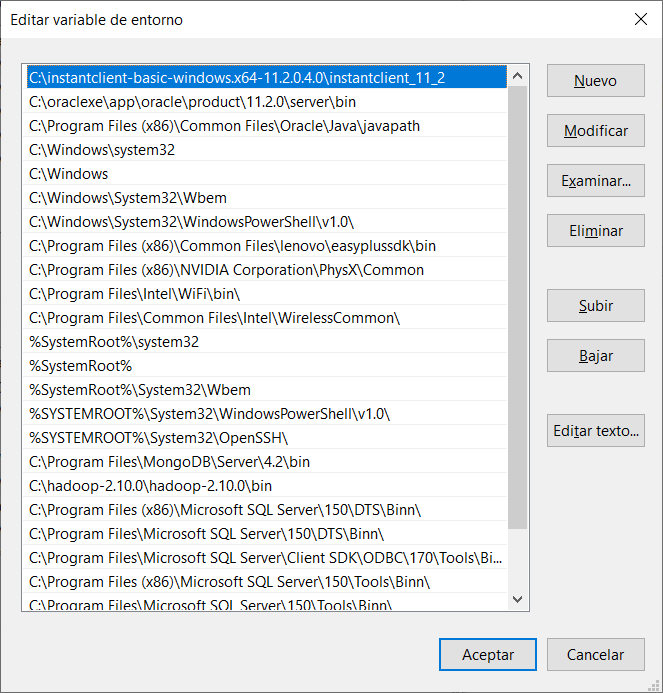 Editar variable de entorno
C:\instantclient-basic-windows.x64-11.2.0.4.0\instantclient_11_2
C:\oraclexe\app\oracle\product\11.2.0\server\bin
C:\Program Files (x86)\Common Files\Oracle\Java\javapath
C:\Windows\system32
C:\Windows
C:\Windows\System32\Wbem
C:\Windows\System32\WindowsPowerShell\v1.0\
C:\Program Files (x86)\Common Files\lenovo\easyplussdk\bin
C:\Program Files (x86)\NVIDIA Corporation\PhysX\Common
C:\Program Files\Intel\WiFi\bin\
C:\Program Files\Common Files\Intel\WirelessCommon\
%SystemRoot%\system32
%SystemRoot%
%SystemRoot%\System32\Wbem
%SYSTEMROOT%\System32\WindowsPowerShell\v1.0\
%SYSTEMROOT%\System32\OpenSSH\
C:\Program Files\MongoDB\Server\4.2\bin
C:\hadoop-2.10.0\hadoop-2.10.0\bin
C:\Program Files (x86)\Microsoft SQL Server\150\DTS\Binn\
C:\Program Files\Microsoft SQL Server\150\DTS\Binn\
C:\Program Files\Microsoft SQL Server\Client SDK\ODBC\170\Tools\Bi...
C:\Program Files (x86)\Microsoft SQL Server\150\Tools\Binn\
C:\Program Files\Microsoft SQL Server\150\Tools\Binn\
Nuevo
Modificar
Examinar...
Eliminar
Subir
Bajar
Editar texto...
Aceptar
Cancelar